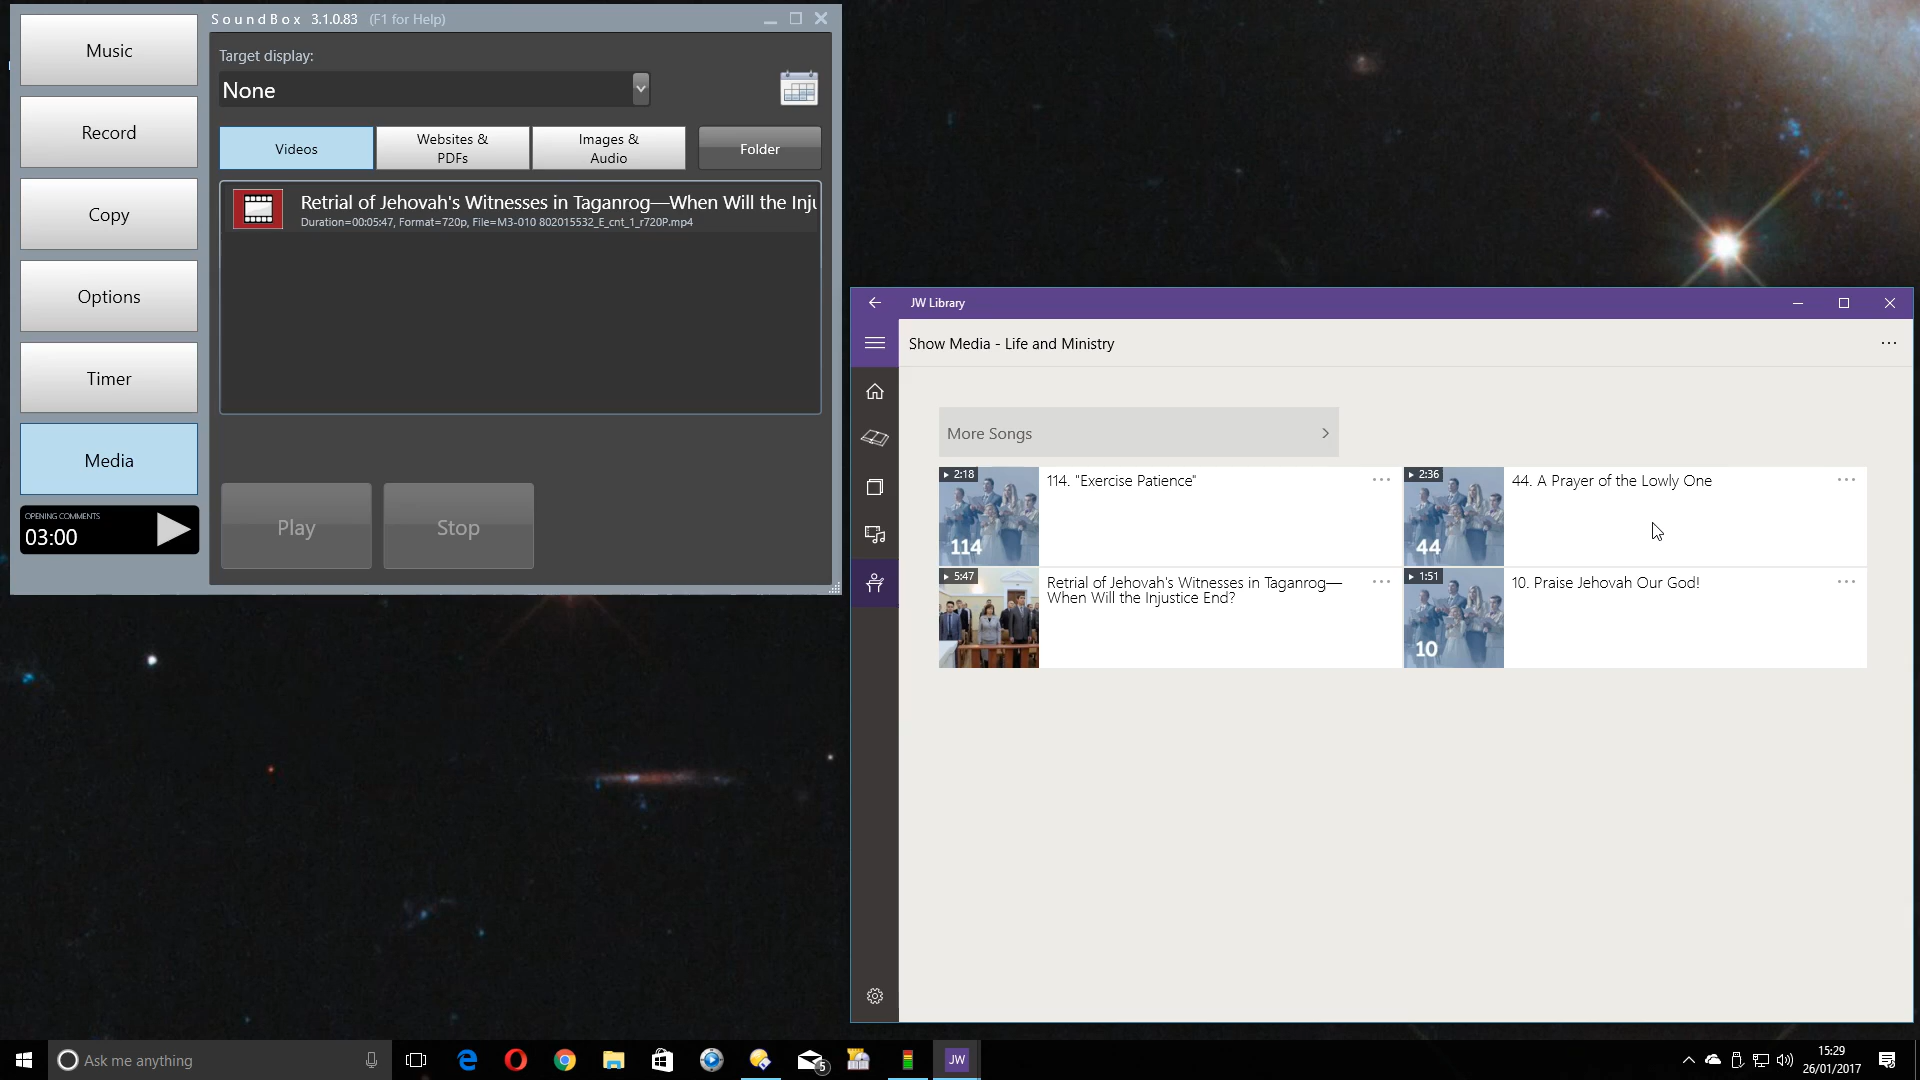 SoundBox 3.1.0.83 (F1 for Help)
Music
Record
Copy
Options
Timer
Media
OPENING COMMENTS
03:00
Target display:
None
Videos
Websites &
PDFs
Images &
Audio
Folder
Retrial of Jehovah's Witnesses in Taganrog—When Will the Inju
Duration=00:05:47, Format=720p, File=M3-010 802015532_E_cnt_1_r720P.mp4
Play
Stop
JW Library
Show Media - Life and Ministry
More Songs
2:18
114. "Exercise Patience"
114
2:36
44. A Prayer of the Lowly One
44
5:47
Retrial of Jehovah's Witnesses in Taganrog—
When Will the Injustice End?
1:51
10. Praise Jehovah Our God!
10
Ask me anything
5
JW
15:29
26/01/2017